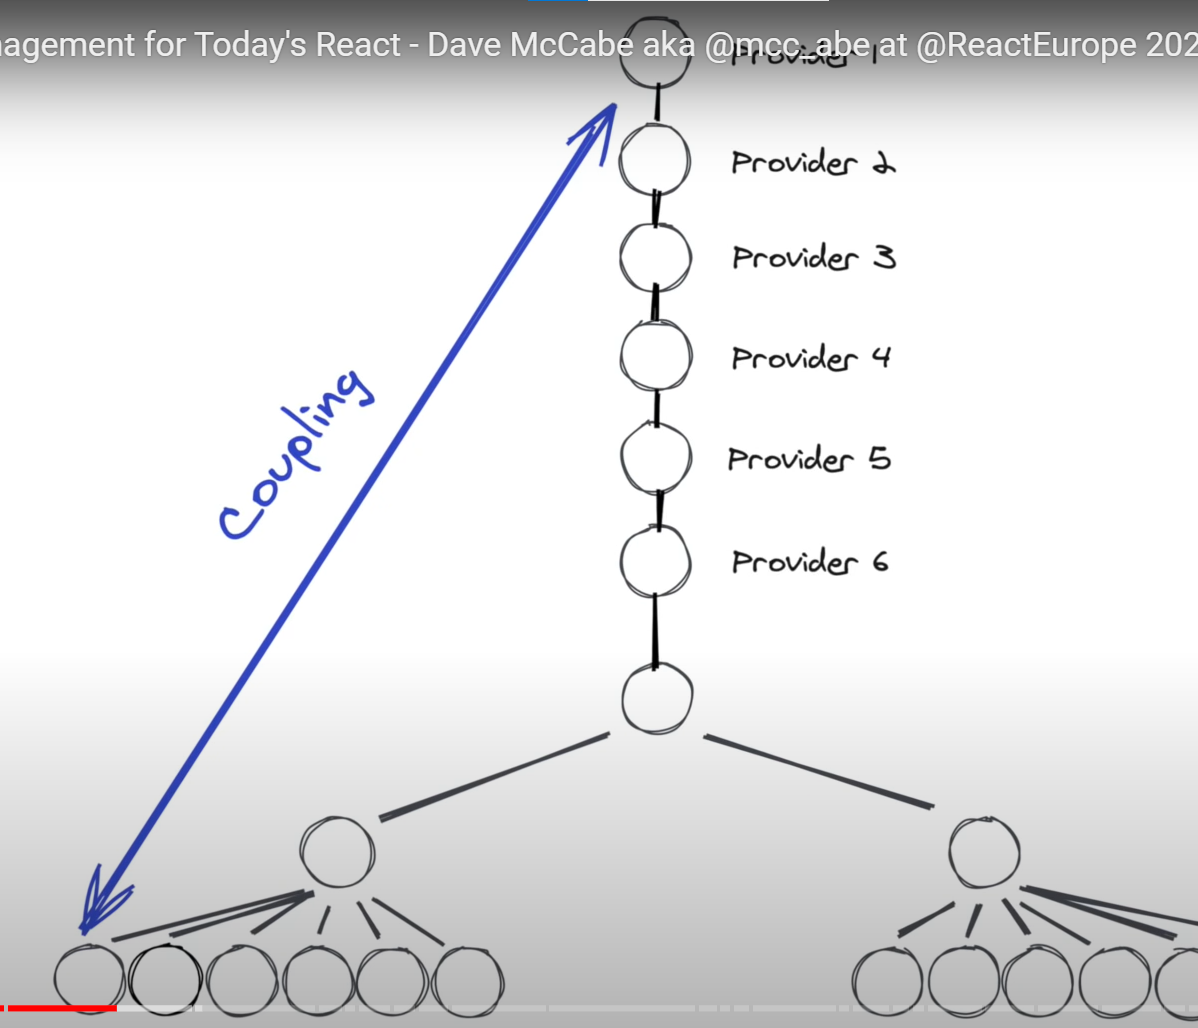 nagement for Today's React - Dave McCabe aka @mcc_abe at @ReactEurope 202
Provider 1
Provider 2
Provider 3
Provider 4
Provider 5
Provider 6
Coupling